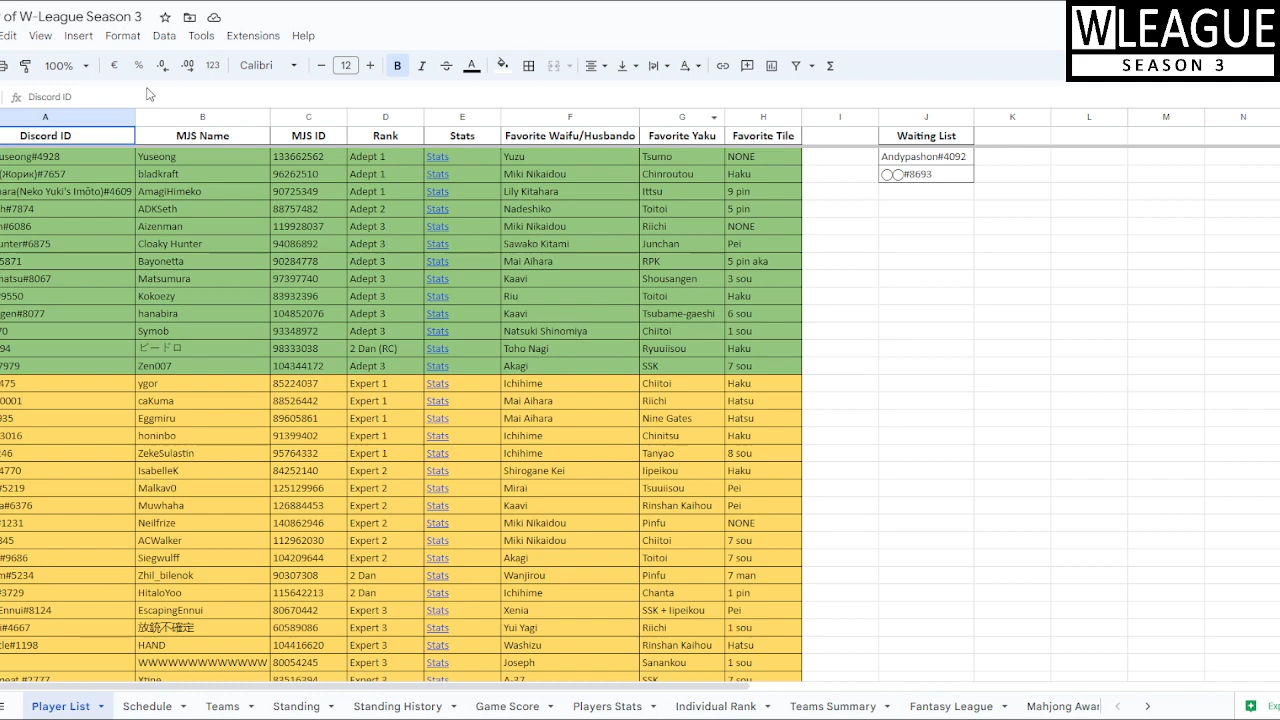 of W-League Season 3
WLEAGUE
SEASON 3
Edit View Insert Format Data Tools Extensions Help
100% € % .0 .00 123 Calibri − 12 + B I S A Σ
fx Discord ID
A B C D E F G H I J K L M N
Discord ID MJS Name MJS ID Rank Stats Favorite Waifu/Husbando Favorite Yaku Favorite Tile Waiting List
useong#4928 Yuseong 133662562 Adept 1 Stats Yuzu Tsumo NONE Andypashon#4092
(Жорик)#7657 bladkraft 96262510 Adept 1 Stats Miki Nikaidou Chinroutou Haku ◯◯#8693
hara(Neko Yuki's Imōto)#4609 AmagiHimeko 90725349 Adept 1 Stats Lily Kitahara Ittsu 9 pin
h#7874 ADKSeth 88757482 Adept 2 Stats Nadeshiko Toitoi 5 pin
n#6086 Aizenman 119928037 Adept 3 Stats Miki Nikaidou Riichi NONE
unter#6875 Cloaky Hunter 94086892 Adept 3 Stats Sawako Kitami Junchan Pei
5871 Bayonetta 90284778 Adept 3 Stats Mai Aihara RPK 5 pin aka
natsu#8067 Matsumura 97397740 Adept 3 Stats Kaavi Shousangen 3 sou
#9550 Kokoezy 83932396 Adept 3 Stats Riu Toitoi Haku
gen#8077 hanabira 104852076 Adept 3 Stats Kaavi Tsubame-gaeshi 6 sou
70 Symob 93348972 Adept 3 Stats Natsuki Shinomiya Chiitoi 1 sou
94 ビードロ 98333038 2 Dan (RC) Stats Toho Nagi Ryuuiisou Haku
7979 Zen007 104344172 Adept 3 Stats Akagi SSK 7 sou
475 ygor 85224037 Expert 1 Stats Ichihime Chiitoi Haku
0001 caKuma 88526442 Expert 1 Stats Mai Aihara Riichi Hatsu
935 Eggmiru 89605861 Expert 1 Stats Mai Aihara Nine Gates Hatsu
3016 honinbo 91399402 Expert 1 Stats Ichihime Chinitsu Haku
246 ZekeSulastin 95764332 Expert 1 Stats Ichihime Tanyao 8 sou
4770 IsabelleK 84252140 Expert 2 Stats Shirogane Kei Iipeikou Haku
#5219 Malkav0 125129966 Expert 2 Stats Mirai Tsuuiisou Pei
a#6376 Muwhaha 126884453 Expert 2 Stats Kaavi Rinshan Kaihou Pei
#1231 Neilfrize 140862946 Expert 2 Stats Miki Nikaidou Pinfu NONE
845 ACWalker 112962030 Expert 2 Stats Miki Nikaidou Chiitoi 7 sou
#9686 Siegwulff 104209644 Expert 2 Stats Akagi Toitoi 7 sou
m#5234 Zhil_bilenok 90307308 2 Dan Stats Wanjirou Pinfu 7 man
#3729 HitaloYoo 115642213 2 Dan Stats Ichihime Chanta 1 pin
Ennui#8124 EscapingEnnui 80670442 Expert 3 Stats Xenia SSK + Iipeikou Pei
i#4667 放銃不確定 60589086 Expert 3 Stats Yui Yagi Riichi 1 sou
tle#1198 HAND 104416620 Expert 3 Stats Washizu Rinshan Kaihou Hatsu
WWWWWWWWWWWWW 80054245 Expert 3 Stats Joseph Sanankou 1 sou
meat #2777 Xtine 83516394 Expert 3 Stats A-37 SSK 7 sou
Player List Schedule Teams Standing Standing History Game Score Players Stats Individual Rank Teams Summary Fantasy League Mahjong Awar Exp